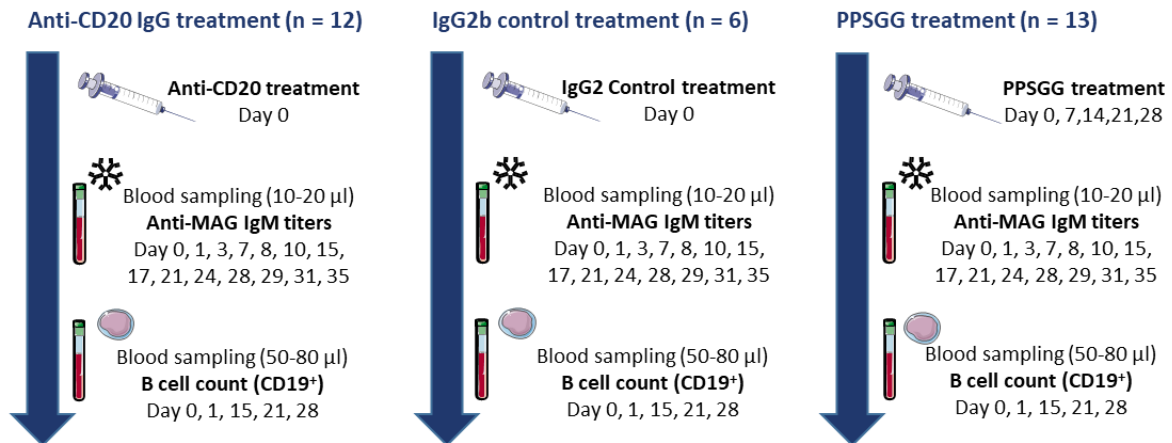 Anti-CD20 IgG treatment (n = 12)
Anti-CD20 treatment
Day 0
Blood sampling (10-20 µl)
Anti-MAG IgM titers
Day 0, 1, 3, 7, 8, 10, 15,
17, 21, 24, 28, 29, 31, 35
Blood sampling (50-80 µl)
B cell count (CD19⁺)
Day 0, 1, 15, 21, 28
IgG2b control treatment (n = 6)
IgG2 Control treatment
Day 0
Blood sampling (10-20 µl)
Anti-MAG IgM titers
Day 0, 1, 3, 7, 8, 10, 15,
17, 21, 24, 28, 29, 31, 35
Blood sampling (50-80 µl)
B cell count (CD19⁺)
Day 0, 1, 15, 21, 28
PPSGG treatment (n = 13)
PPSGG treatment
Day 0, 7,14,21,28
Blood sampling (10-20 µl)
Anti-MAG IgM titers
Day 0, 1, 3, 7, 8, 10, 15,
17, 21, 24, 28, 29, 31, 35
Blood sampling (50-80 µl)
B cell count (CD19⁺)
Day 0, 1, 15, 21, 28